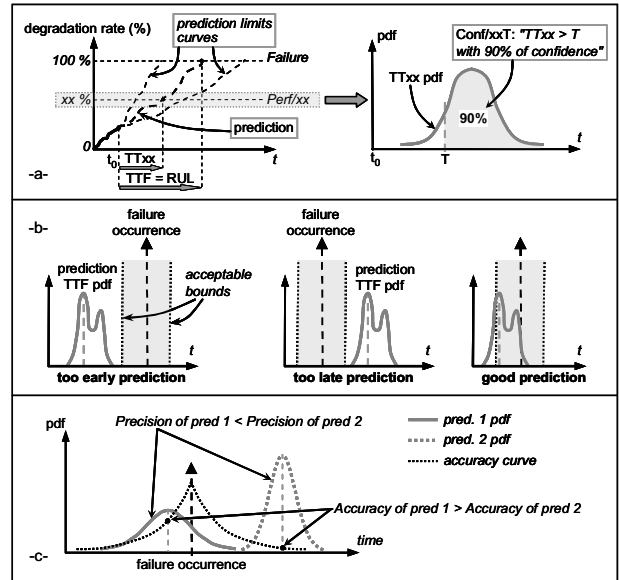 degradation rate (%)
prediction limits
curves
100 %
Failure
xx %
Perf/xx
prediction
0
t0
TTxx
t
TTF = RUL
-a-
pdf
Conf/xxT: "TTxx > T
with 90% of confidence"
TTxx pdf
90%
t
t0
T
-b-
failure
occurrence
prediction
TTF pdf
acceptable
bounds
t
too early prediction
failure
occurrence
prediction
TTF pdf
t
too late prediction
t
good prediction
pdf
Precision of pred 1 < Precision of pred 2
pred. 1 pdf
pred. 2 pdf
accuracy curve
Accuracy of pred 1 > Accuracy of pred 2
time
-c-
failure occurrence